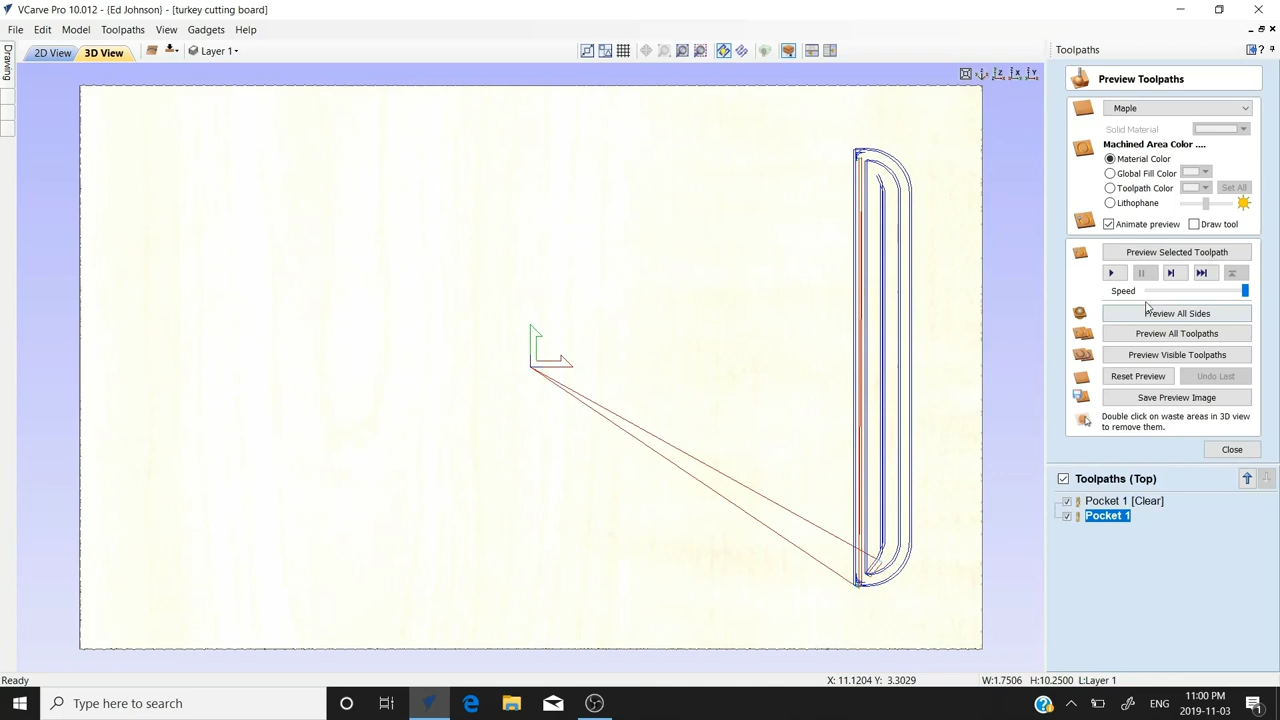 VCarve Pro 10.012 - {Ed Johnson} - [turkey cutting board]
File Edit Model Toolpaths View Gadgets Help
2D View 3D View Layer 1
Drawing
Z X Y
Toolpaths
Preview Toolpaths
Maple
Solid Material
Machined Area Color ....
Material Color
Global Fill Color
Toolpath Color Set All
Lithophane
Animate preview Draw tool
Preview Selected Toolpath
Speed
Preview All Sides
Preview All Toolpaths
Preview Visible Toolpaths
Reset Preview Undo Last
Save Preview Image
Double click on waste areas in 3D view
to remove them.
Close
Toolpaths (Top)
Pocket 1 [Clear]
Pocket 1
Ready X: 11.1204 Y: 3.3029 W:1.7506 H:10.2500 L:Layer 1
Type here to search
ENG
11:00 PM
2019-11-03
1